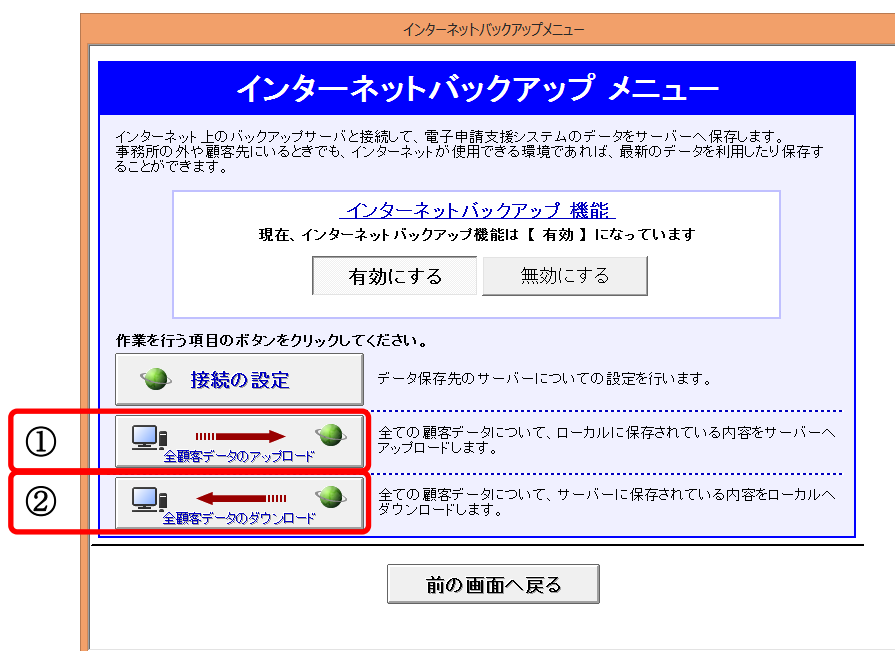 インターネットバックアップメニュー
インターネットバックアップ メニュー
インターネット上のバックアップサーバと接続して、電子申請支援システムのデータをサーバーへ保存します。
事務所の外や顧客先にいるときでも、インターネットが使用できる環境であれば、最新のデータを利用したり保存す
ることができます。
インターネットバックアップ 機能
現在、インターネットバックアップ機能は【 有効 】になっています
有効にする
無効にする
作業を行う項目のボタンをクリックしてください。
接続の設定
データ保存先のサーバーについての設定を行います。
①
全顧客データのアップロード
全ての顧客データについて、ローカルに保存されている内容をサーバーへ
アップロードします。
②
全顧客データのダウンロード
全ての顧客データについて、サーバーに保存されている内容をローカルへ
ダウンロードします。
前の画面へ戻る